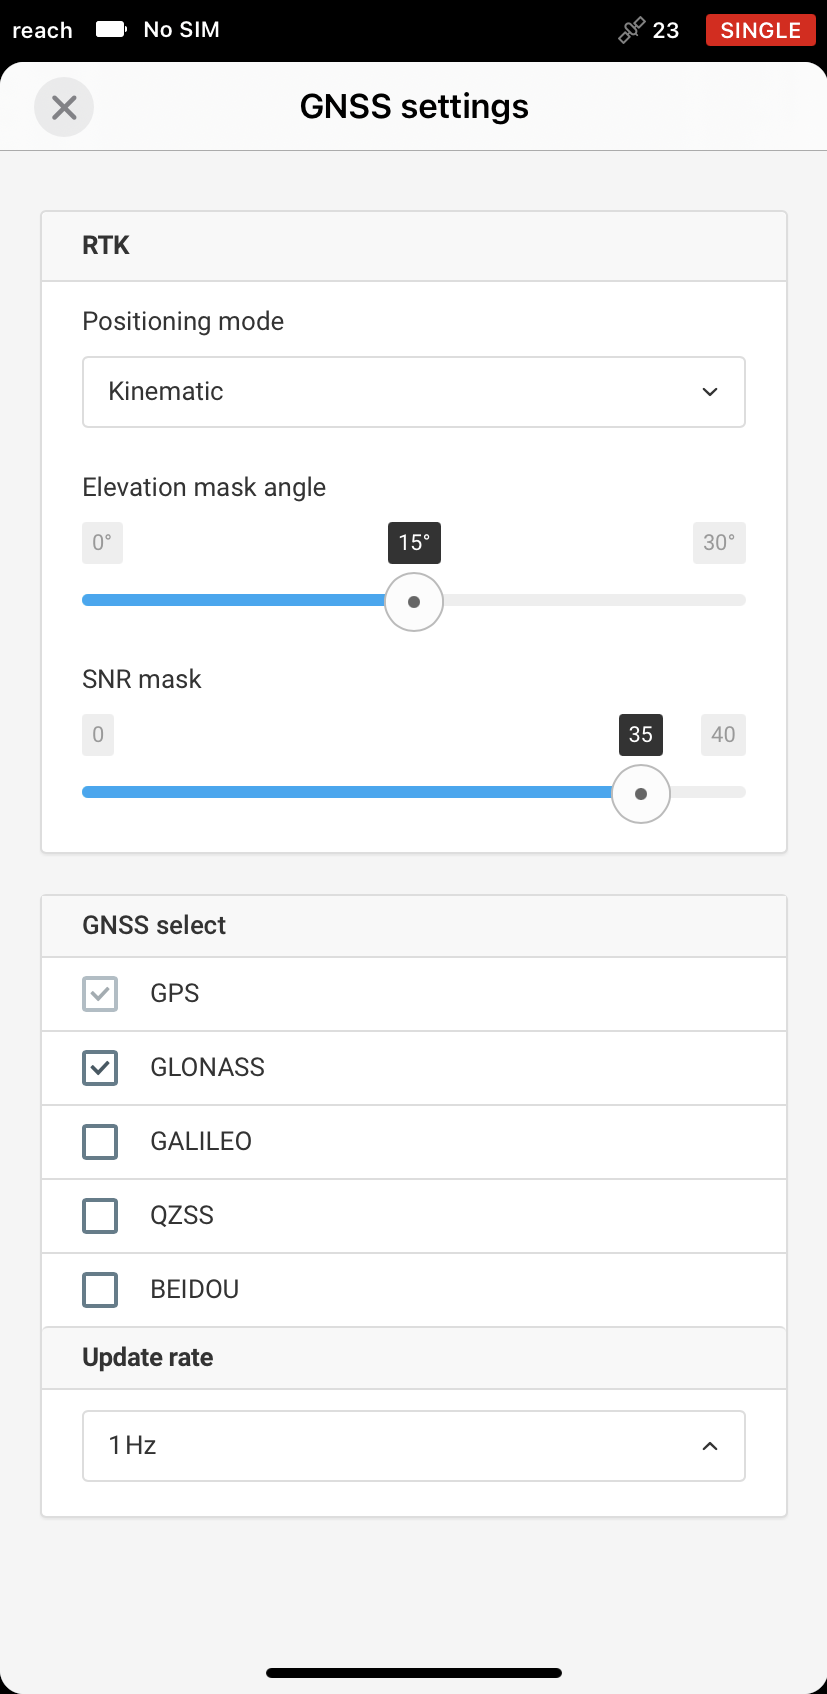 reach No SIM 23 SINGLE
GNSS settings
RTK
Positioning mode
Kinematic
Elevation mask angle
0° 15° 30°
SNR mask
0 35 40
GNSS select
GPS
GLONASS
GALILEO
QZSS
BEIDOU
Update rate
1 Hz